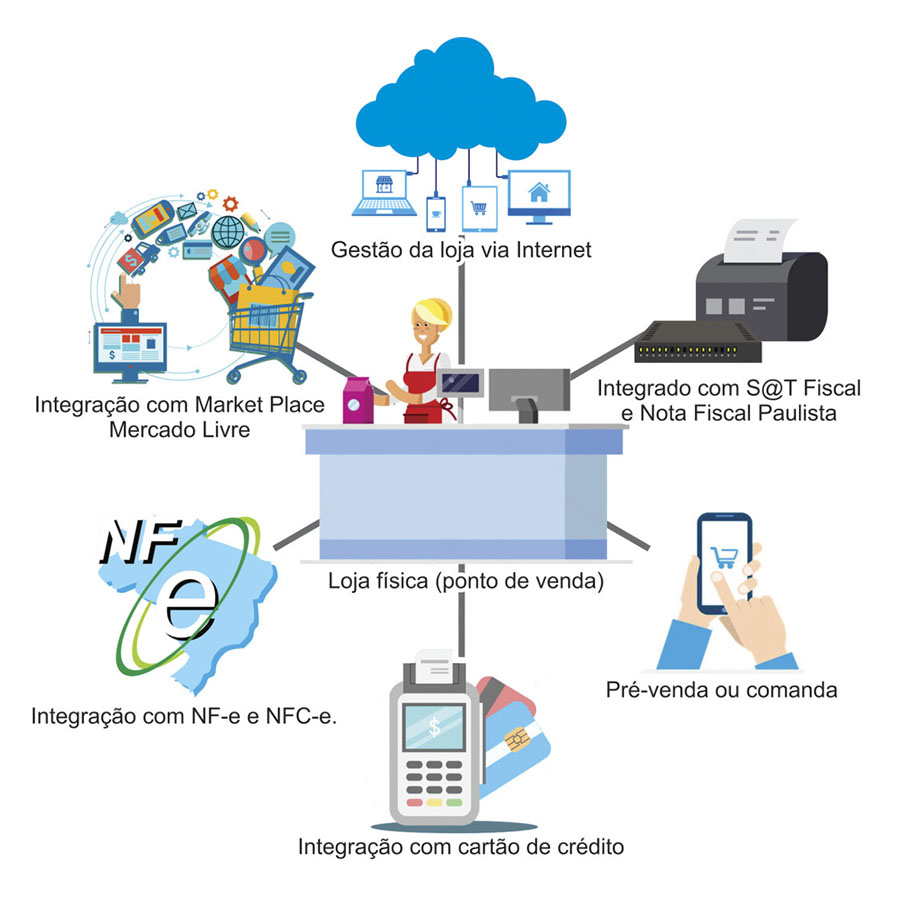 Gestão da loja via Internet
Integração com Market Place
Mercado Livre
Integrado com S@T Fiscal
e Nota Fiscal Paulista
$
$
NF
e
Loja física (ponto de venda)
Pré-venda ou comanda
Integração com NF-e e NFC-e.
$
Integração com cartão de crédito